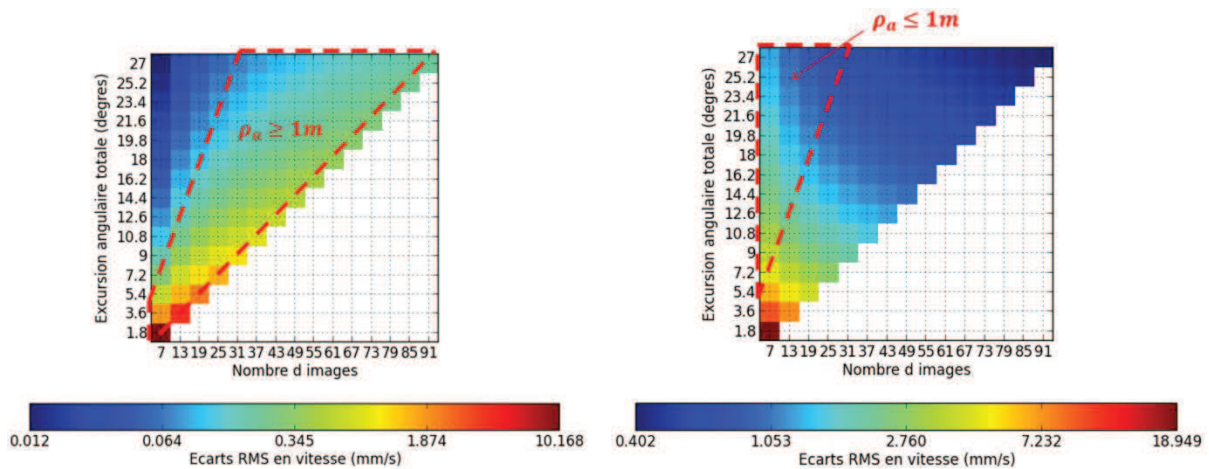 ρₐ ≤ 1m
Excursion angulaire totale (degres)
27
25.2
23.4
21.6
19.8
18
16.2
14.4
12.6
10.8
9
7.2
5.4
3.6
1.8
ρₐ ≥ 1m
7 13 19 25 31 37 43 49 55 61 67 73 79 85 91
Nombre d images
0.012 0.064 0.345 1.874 10.168
Ecarts RMS en vitesse (mm/s)
Excursion angulaire totale (degres)
27
25.2
23.4
21.6
19.8
18
16.2
14.4
12.6
10.8
9
7.2
5.4
3.6
1.8
7 13 19 25 31 37 43 49 55 61 67 73 79 85 91
Nombre d images
0.402 1.053 2.760 7.232 18.949
Ecarts RMS en vitesse (mm/s)